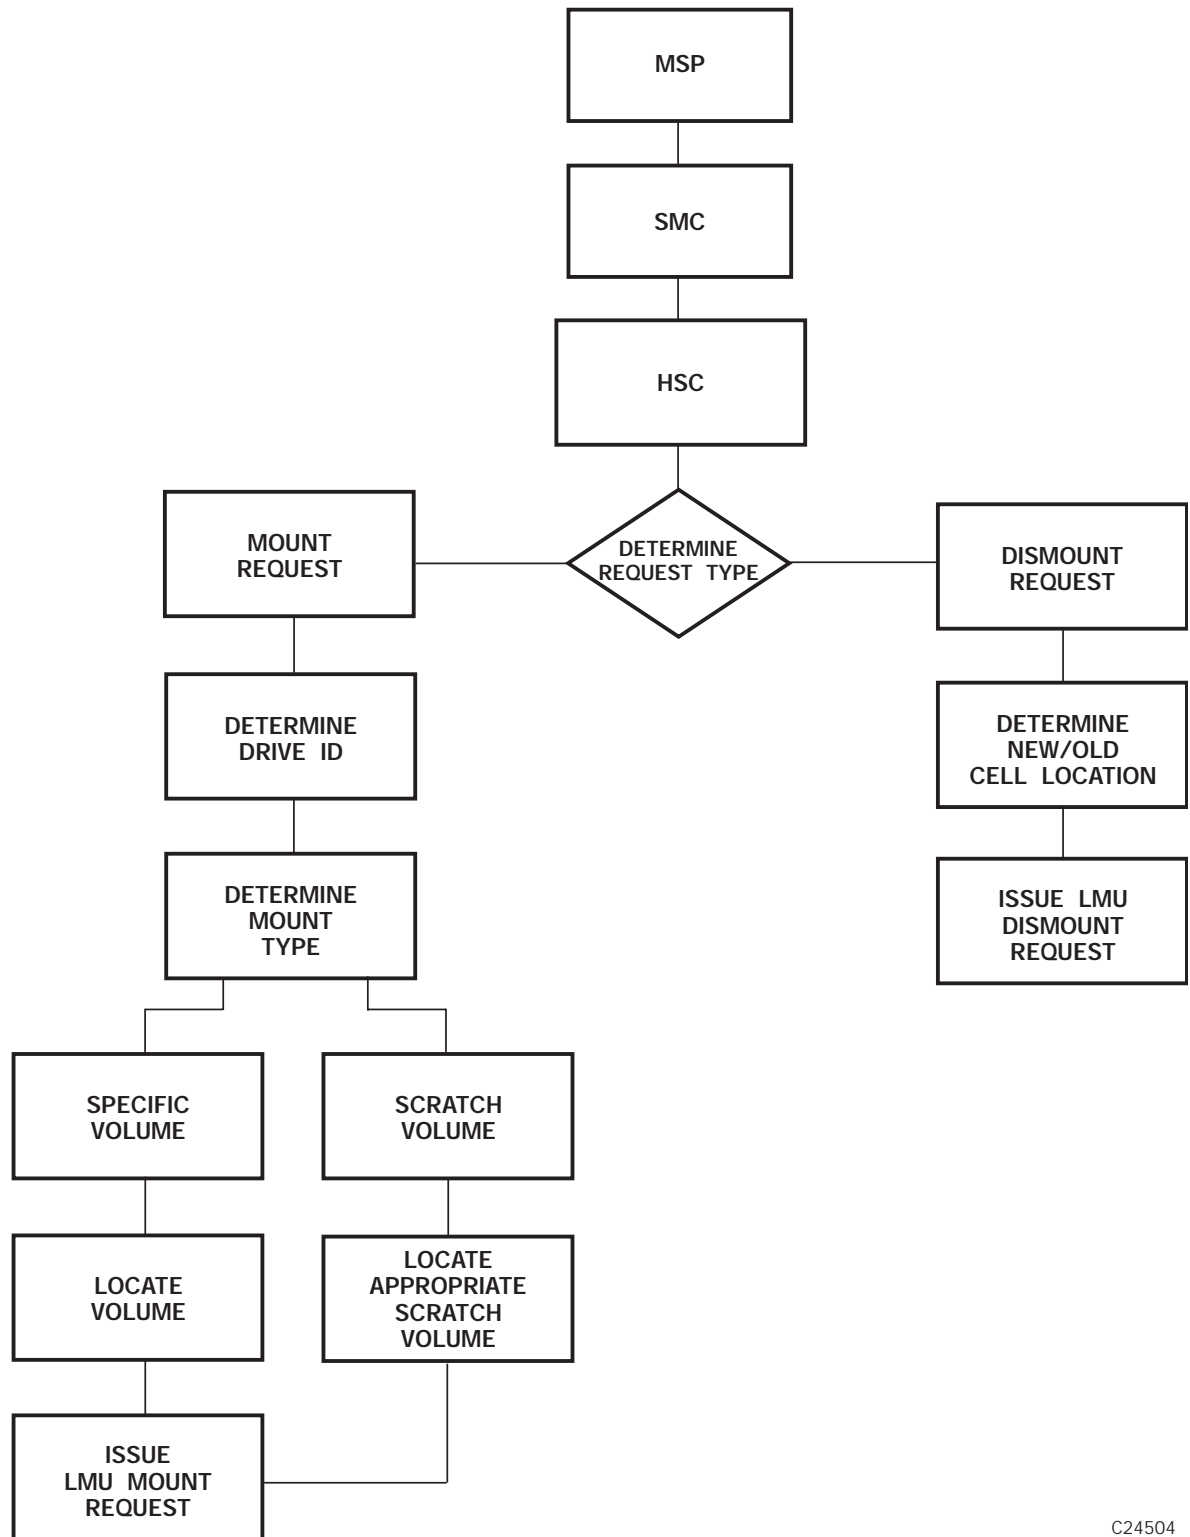 MSP
SMC
HSC
DETERMINE
REQUEST TYPE
MOUNT
REQUEST
DETERMINE
DRIVE ID
DETERMINE
MOUNT
TYPE
SPECIFIC
VOLUME
LOCATE
VOLUME
SCRATCH
VOLUME
LOCATE
APPROPRIATE
SCRATCH
VOLUME
ISSUE
LMU MOUNT
REQUEST
DISMOUNT
REQUEST
DETERMINE
NEW/OLD
CELL LOCATION
ISSUE LMU
DISMOUNT
REQUEST
C24504